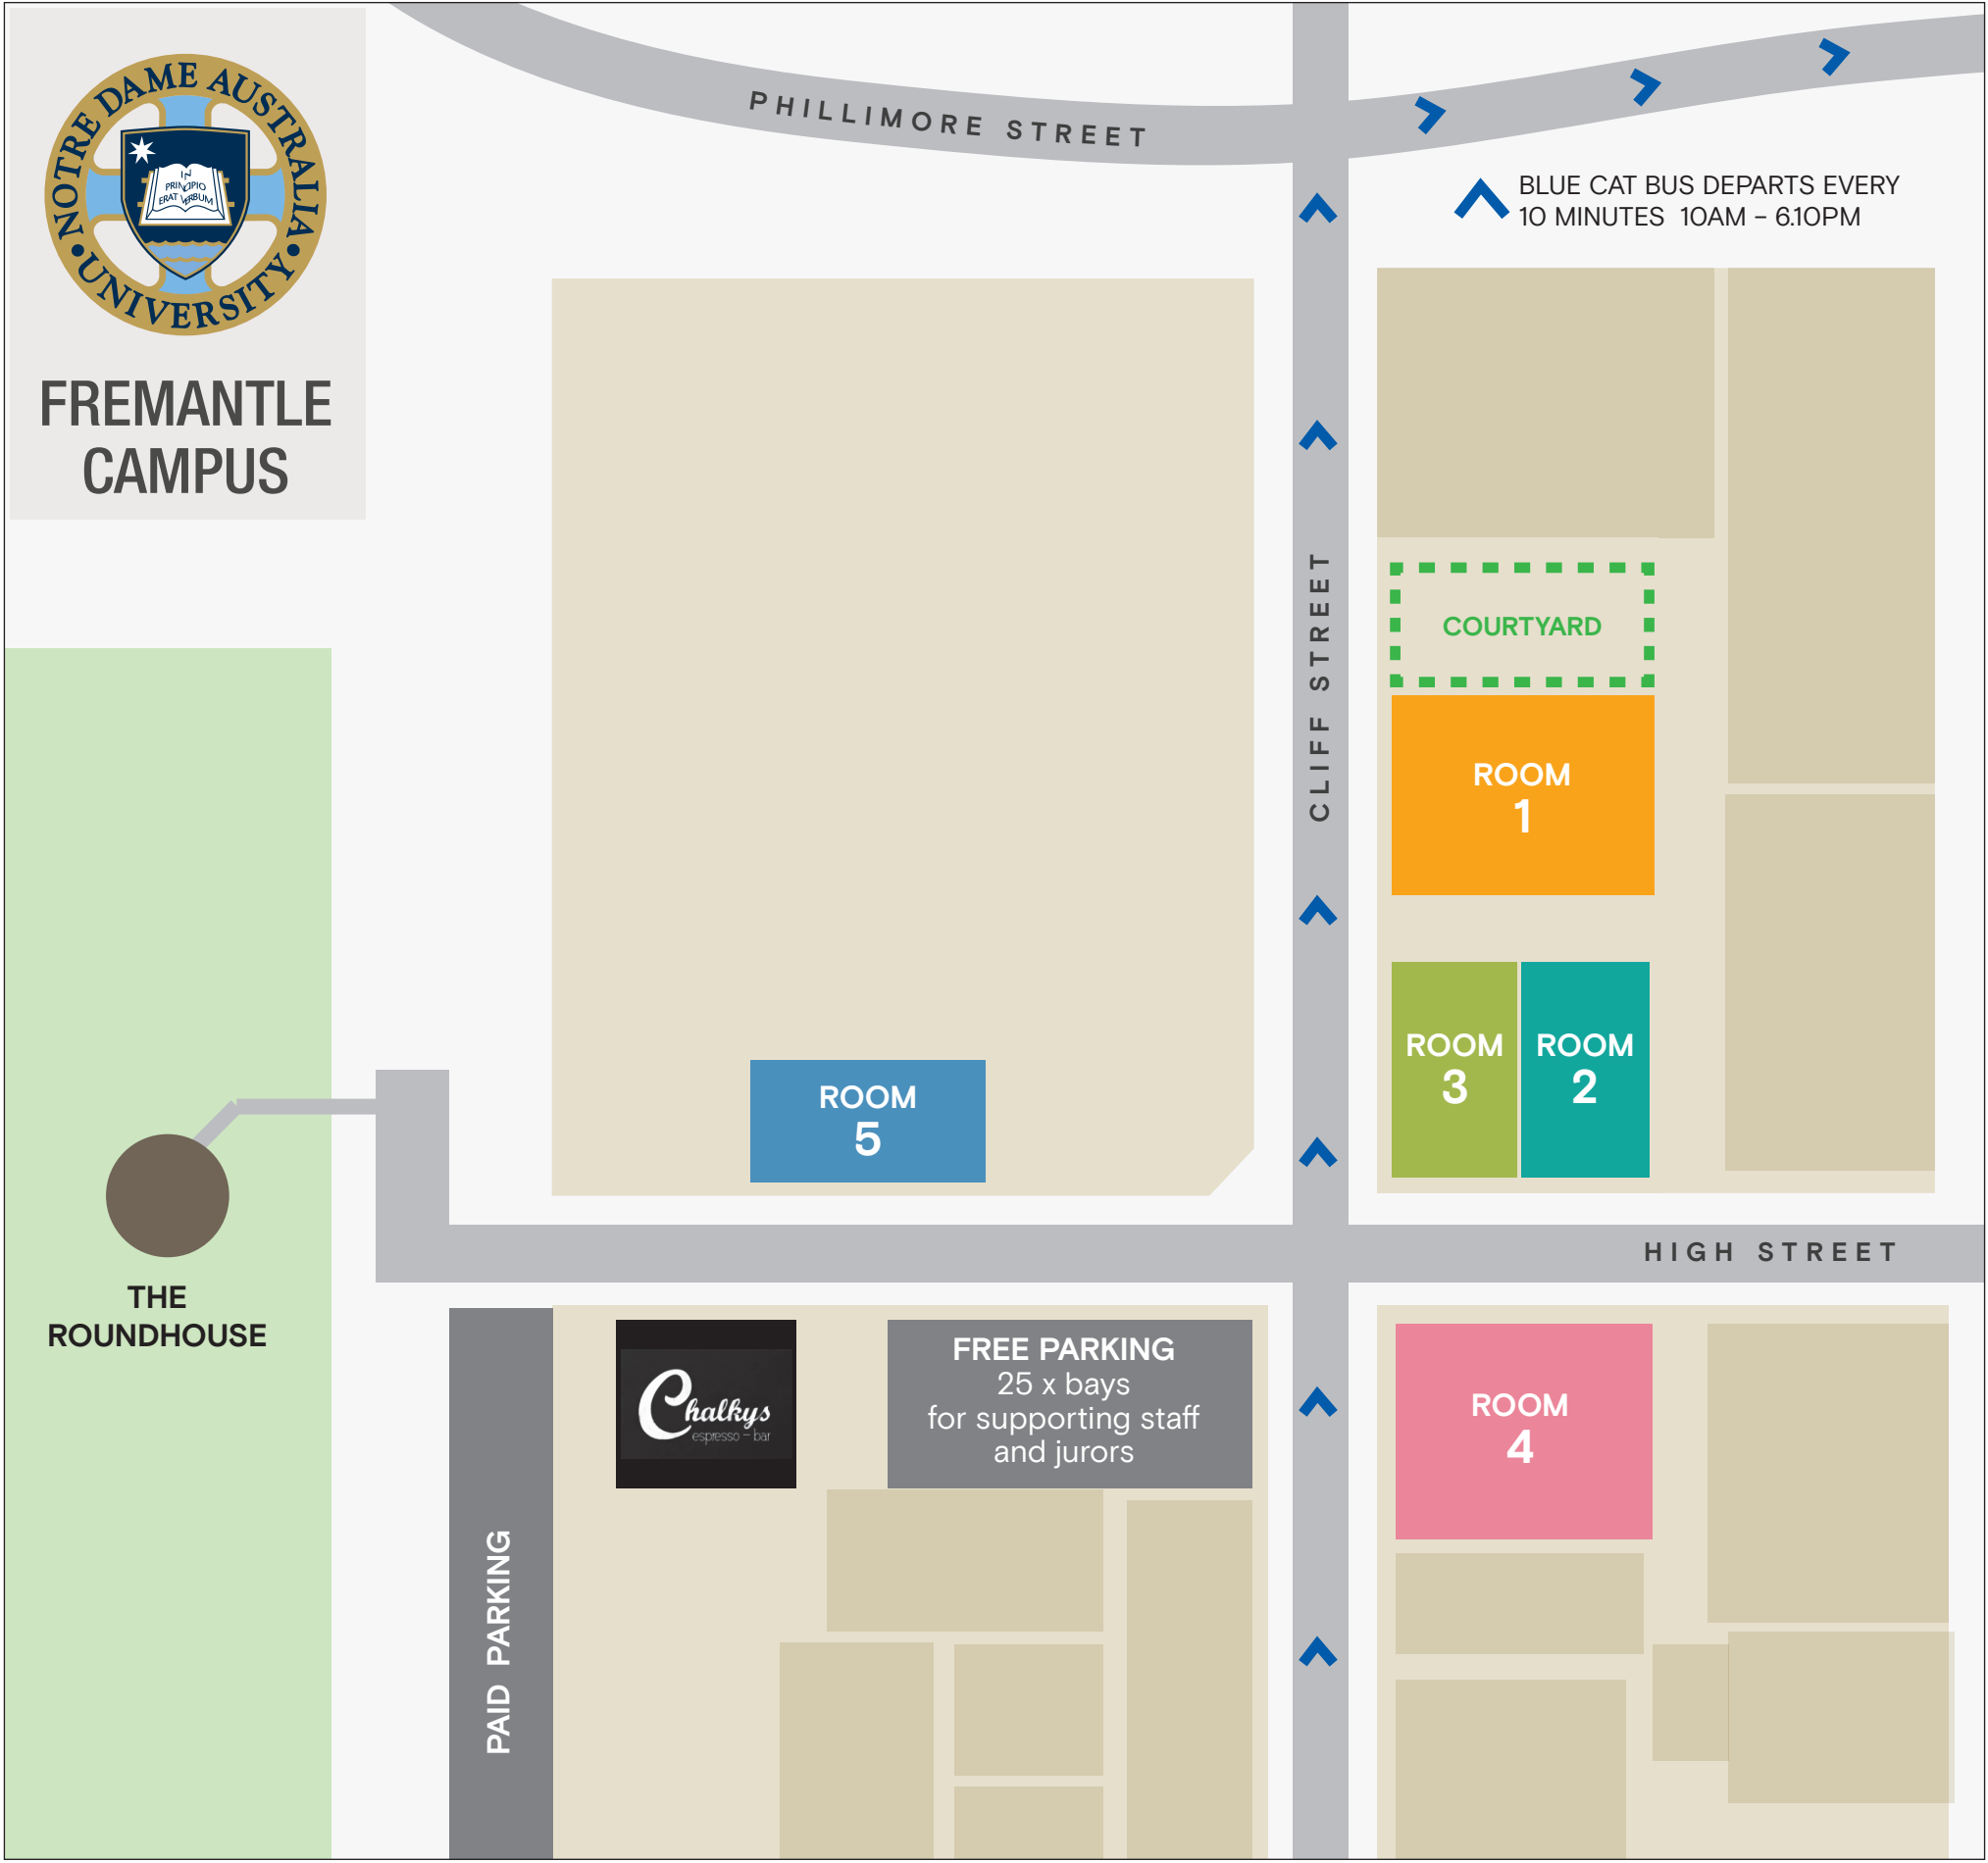 NOTRE DAME AUSTRALIA
• UNIVERSITY •
IN
PRINCIPIO
ERAT VERBUM
FREMANTLE
CAMPUS
PHILLIMORE STREET
BLUE CAT BUS DEPARTS EVERY
10 MINUTES 10AM – 6.10PM
CLIFF STREET
COURTYARD
ROOM
1
ROOM
3
ROOM
2
ROOM
5
HIGH STREET
THE
ROUNDHOUSE
Chalkys
espresso – bar
FREE PARKING
25 x bays
for supporting staff
and jurors
ROOM
4
PAID PARKING